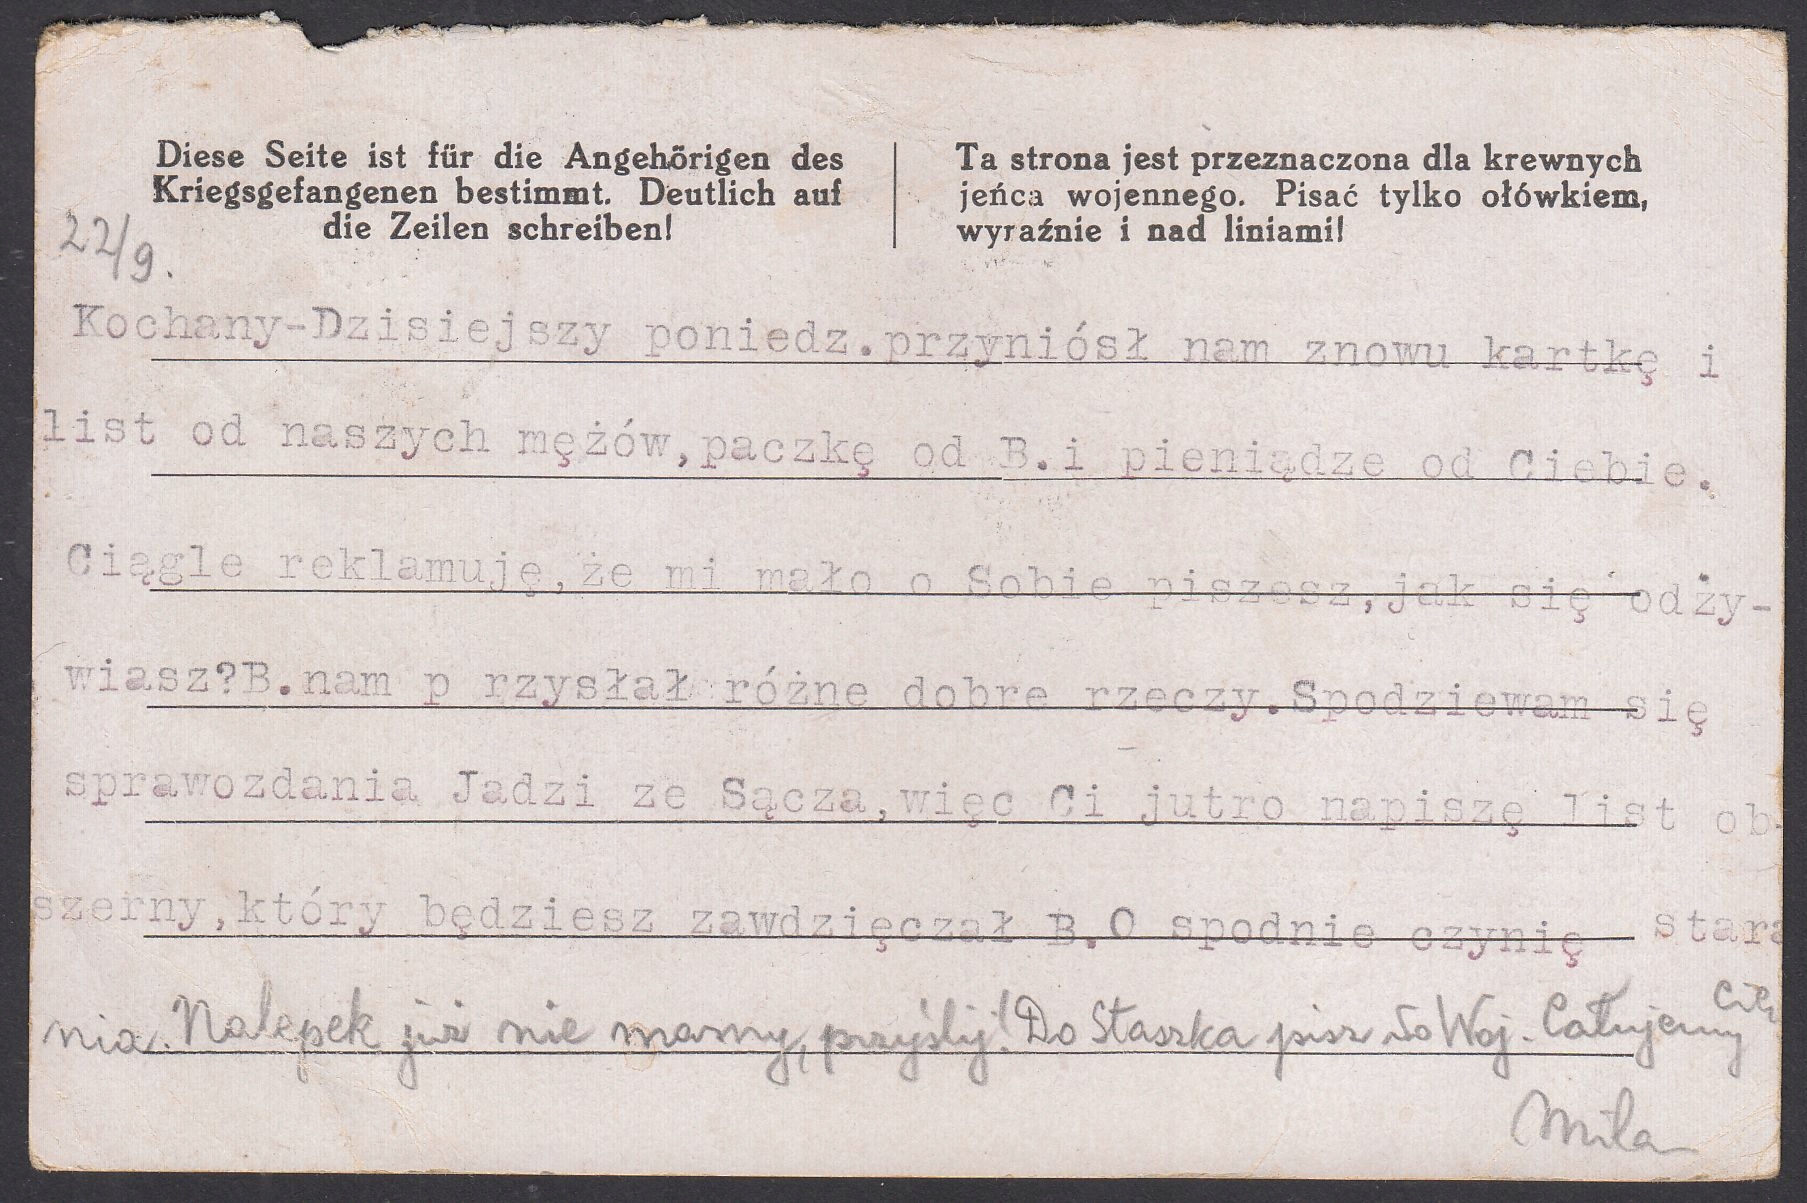 Diese Seite ist für die Angehörigen des
Kriegsgefangenen bestimmt. Deutlich auf
die Zeilen schreiben!
Ta strona jest przeznaczona dla krewnych
jeńca wojennego. Pisać tylko ołówkiem,
wyraźnie i nad liniami!
22/9.
Kochany-Dzisiejszy poniedz.przyniósł nam znowu kartkę i
list od naszych mężów,paczkę od B.i pieniądze od Ciebie.
Ciągle reklamuję,że mi mało o Sobie piszesz,jak się odży-
wiasz?B.nam p rzysłał różne dobre rzeczy.Spodziewam się
sprawozdania Jadzi ze Sącza,więc Ci jutro napiszę list ob-
szerny,który będziesz zawdzięczał B.O spodnie czynię stara
nia. Nalepek już nie mamy, przyślij! Do Staszka pisz do Woj. Całujemy Cię
Mila